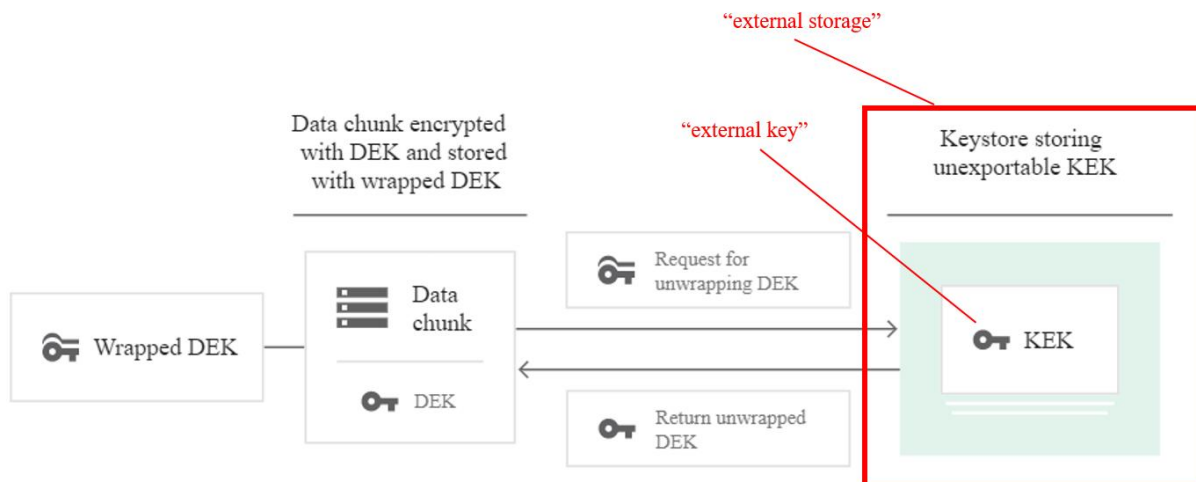 “external storage”
“external key”
Data chunk encrypted
with DEK and stored
with wrapped DEK
Keystore storing
unexportable KEK
Wrapped DEK
Data
chunk
DEK
Request for
unwrapping DEK
Return unwrapped
DEK
KEK